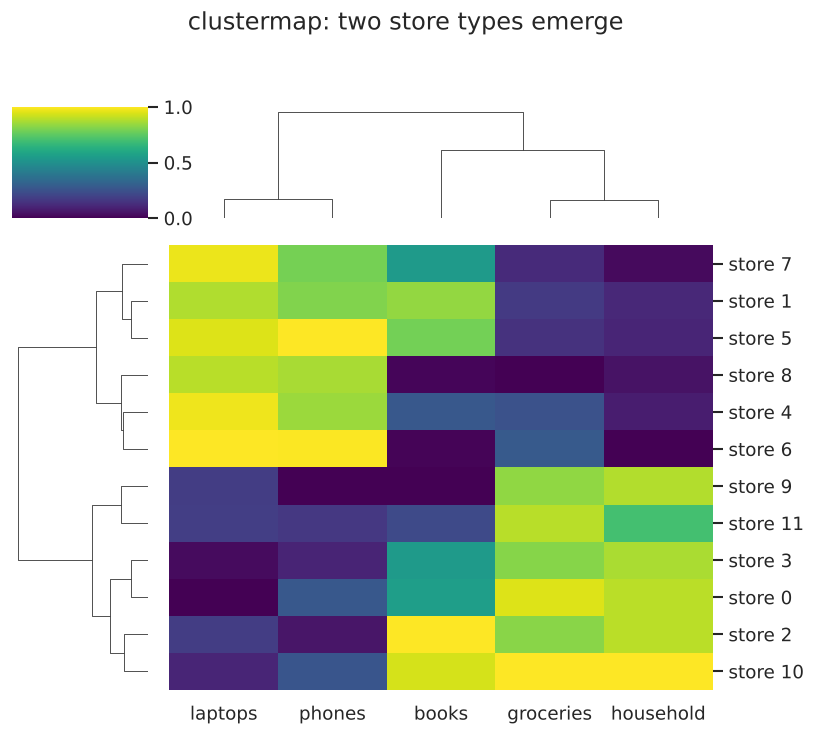 clustermap: two store types emerge
1.0
0.5
0.0
store 7
store 1
store 5
store 8
store 4
store 6
store 9
store 11
store 3
store 0
store 2
store 10
laptops phones books groceries household